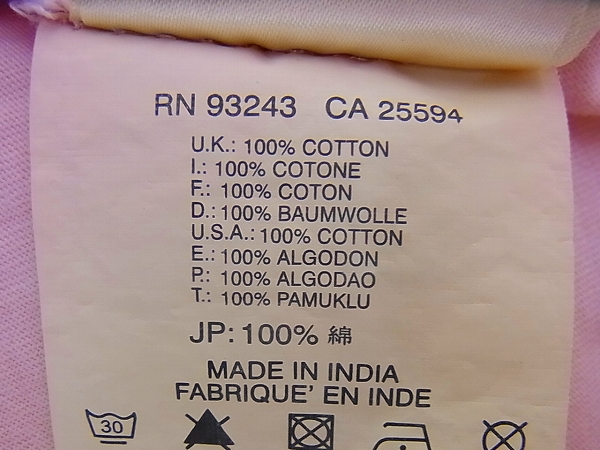 RN 93243 CA 25594
U.K.: 100% COTTON
I.: 100% COTONE
F.: 100% COTON
D.: 100% BAUMWOLLE
U.S.A.: 100% COTTON
E.: 100% ALGODON
P.: 100% ALGODAO
T.: 100% PAMUKLU
JP: 100% 綿
MADE IN INDIA
FABRIQUE' EN INDE
30